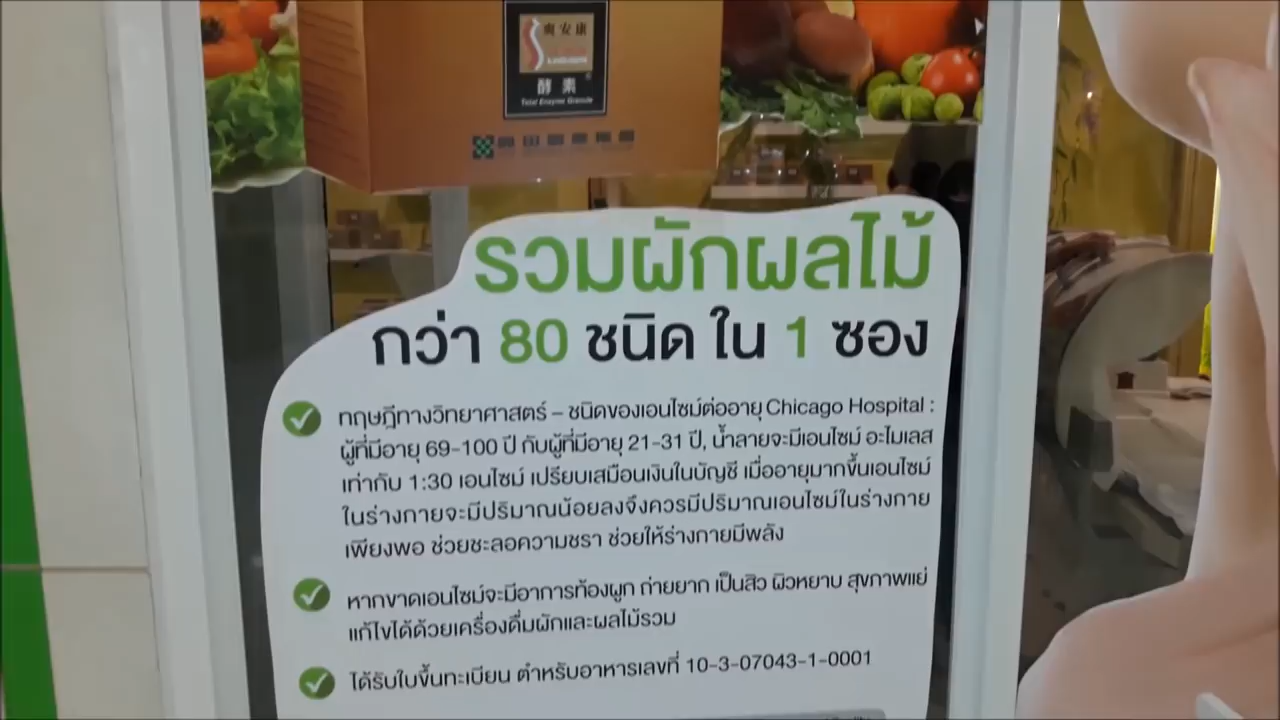 爽安康
酵素
Total Enzyme Granule
รวมผักผลไม้
กว่า 80 ชนิด ใน 1 ซอง
ทฤษฎีทางวิทยาศาสตร์ – ชนิดของเอนไซม์ต่ออายุ Chicago Hospital :
ผู้ที่มีอายุ 69-100 ปี กับผู้ที่มีอายุ 21-31 ปี, น้ำลายจะมีเอนไซม์ อะไมเลส
เท่ากับ 1:30 เอนไซม์ เปรียบเสมือนเงินในบัญชี เมื่ออายุมากขึ้นเอนไซม์
ในร่างกายจะมีปริมาณน้อยลงจึงควรมีปริมาณเอนไซม์ในร่างกาย
เพียงพอ ช่วยชะลอความชรา ช่วยให้ร่างกายมีพลัง
หากขาดเอนไซม์จะมีอาการท้องผูก ถ่ายยาก เป็นสิว ผิวหยาบ สุขภาพแย่
แก้ไขได้ด้วยเครื่องดื่มผักและผลไม้รวม
ได้รับใบขึ้นทะเบียน ตำหรับอาหารเลขที่ 10-3-07043-1-0001